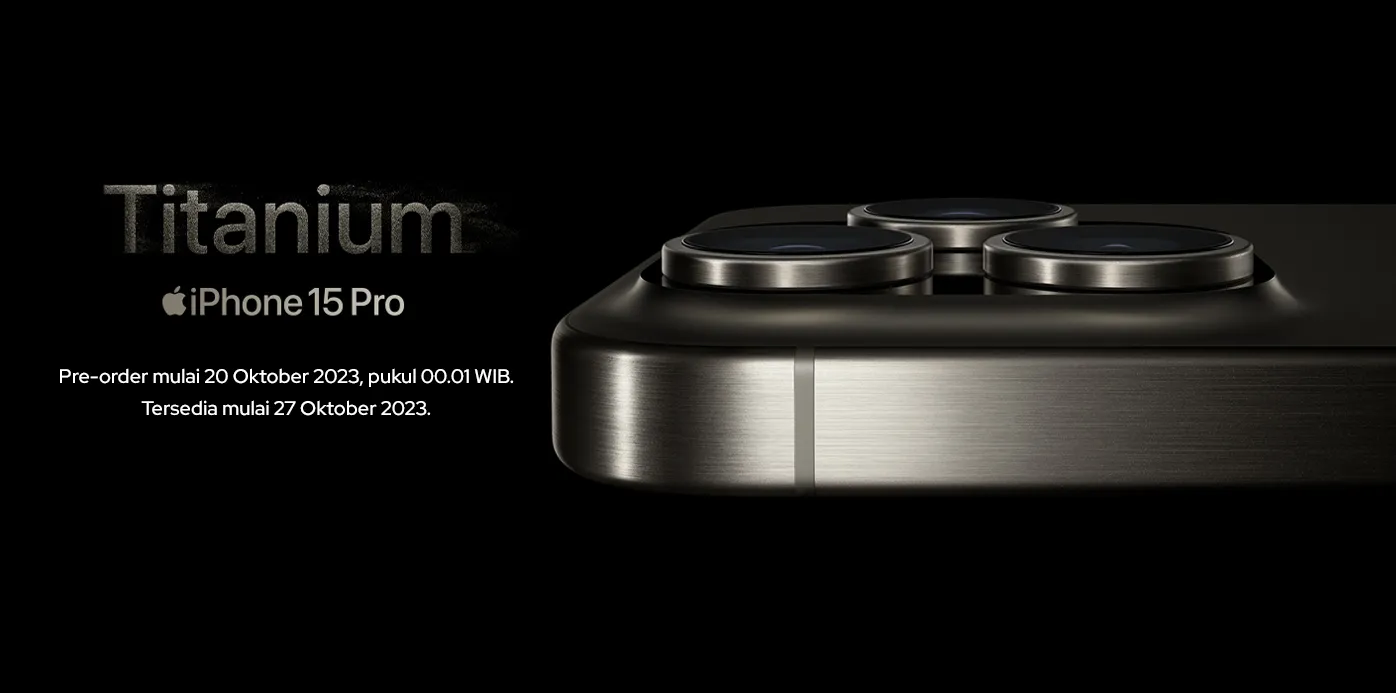 Titanium
iPhone 15 Pro
Pre-order mulai 20 Oktober 2023, pukul 00.01 WIB.
Tersedia mulai 27 Oktober 2023.